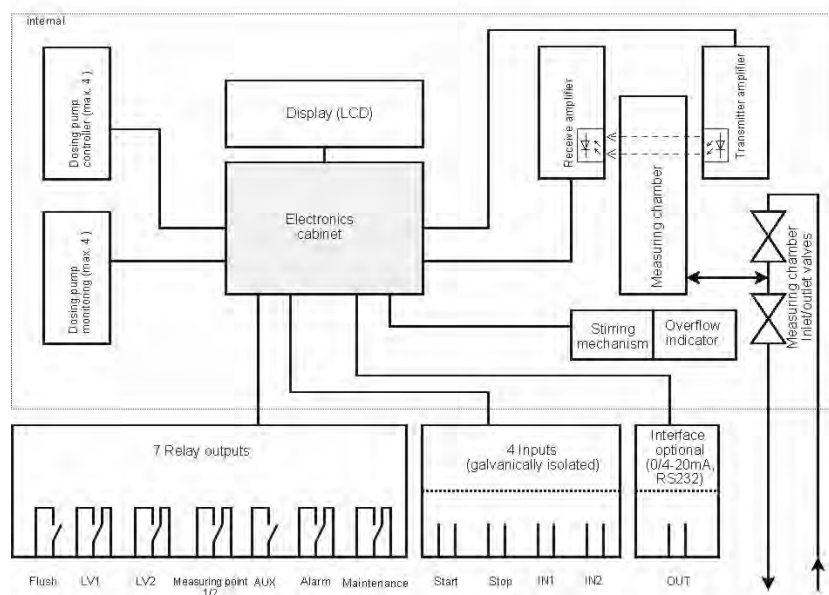 internal
Dosing pump
controller (max. 4 )
Display (LCD)
Receive amplifier
Transmitter amplifier
Measuring chamber
Electronics
cabinet
Dosing pump
monitoring (max. 4 )
Measuring chamber
Inlet/outlet valves
Stirring
mechanism
Overflow
indicator
7 Relay outputs
4 Inputs
(galvanically isolated)
Interface
optional
(0/4-20mA,
RS232)
Flush
LV1
LV2
Measuring point
1/2
AUX
Alarm
Maintenance
Start
Stop
IN1
IN2
OUT